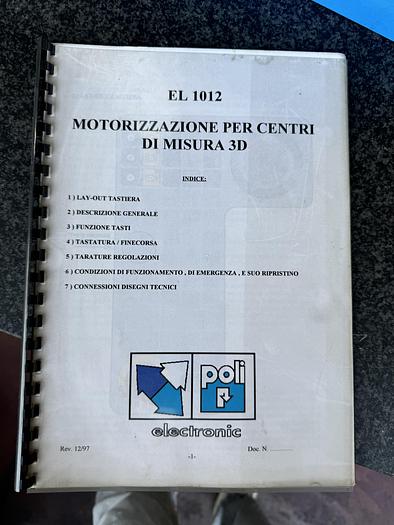 EL 1012
MOTORIZZAZIONE PER CENTRI
DI MISURA 3D
INDICE:
1 ) LAY-OUT TASTIERA
2 ) DESCRIZIONE GENERALE
3 ) FUNZIONE TASTI
4 ) TASTATURA / FINECORSA
5 ) TARATURE REGOLAZIONI
6 ) CONDIZIONI DI FUNZIONAMENTO , DI EMERGENZA , E SUO RIPRISTINO
7 ) CONNESSIONI DISEGNI TECNICI
poli
electronic
Rev. 12/97
Doc. N. ............
-1-